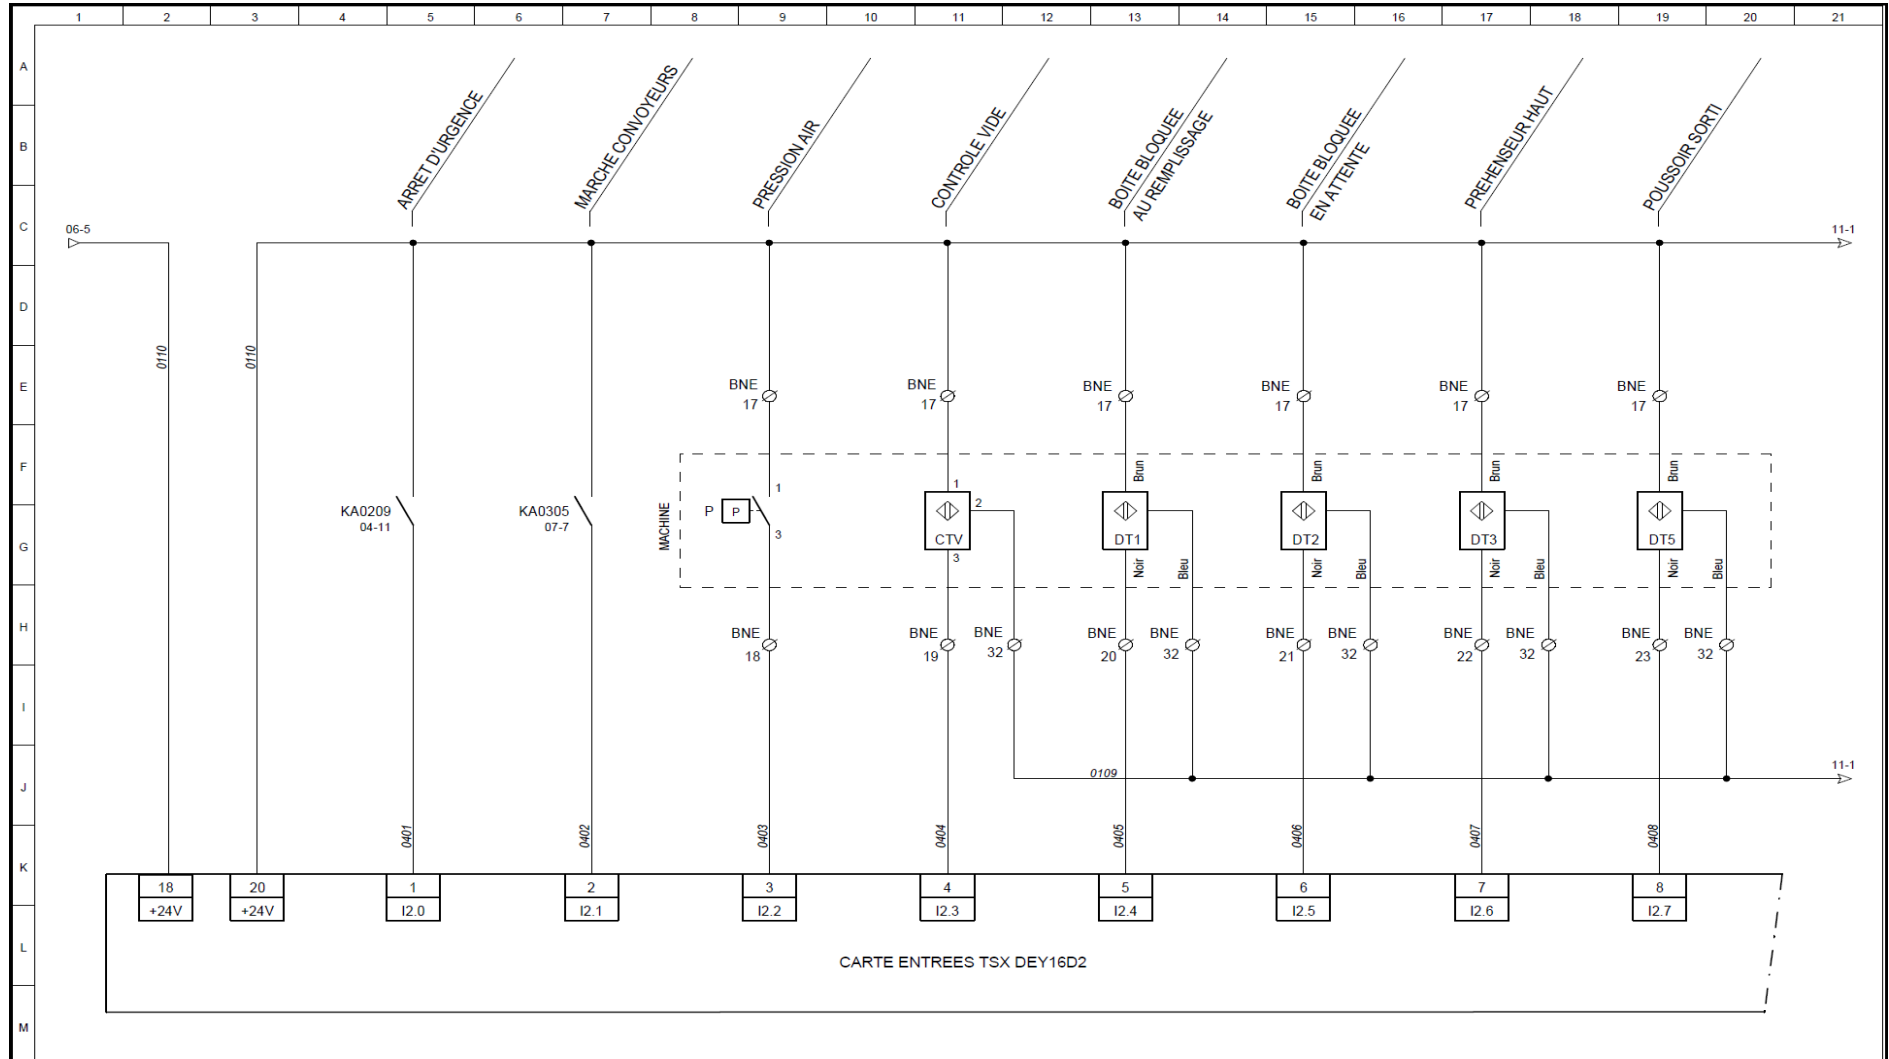 1 2 3 4 5 6 7 8 9 10 11 12 13 14 15 16 17 18 19 20 21
A
B
C
D
E
F
G
H
I
J
K
L
M
ARRET D'URGENCE
MARCHE CONVOYEURS
PRESSION AIR
CONTROLE VIDE
BOITE BLOQUEE
AU REMPLISSAGE
BOITE BLOQUEE
EN ATTENTE
PREHENSEUR HAUT
POUSSOIR SORTI
06-5
11-1
0110
0110
BNE
17
BNE
17
BNE
17
BNE
17
BNE
17
BNE
17
MACHINE
KA0209
04-11
KA0305
07-7
P
P
1
3
1
2
CTV
3
Brun
DT1
Noir
Bleu
Brun
DT2
Noir
Bleu
Brun
DT3
Noir
Bleu
Brun
DT5
Noir
Bleu
BNE
18
BNE
19
BNE
32
BNE
20
BNE
32
BNE
21
BNE
32
BNE
22
BNE
32
BNE
23
BNE
32
0109
11-1
0401
0402
0403
0404
0405
0406
0407
0408
18 20 1 2 3 4 5 6 7 8
+24V +24V I2.0 I2.1 I2.2 I2.3 I2.4 I2.5 I2.6 I2.7
CARTE ENTREES TSX DEY16D2